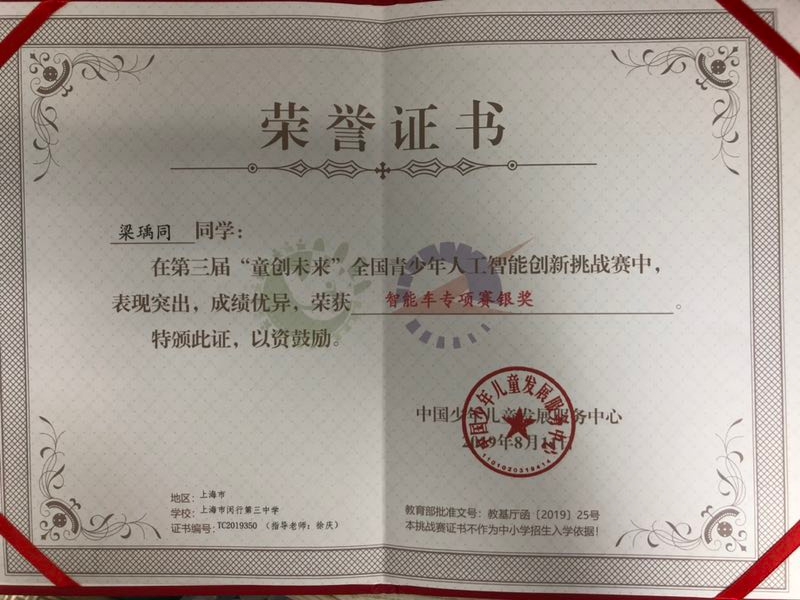 荣誉证书
梁瑀同 同学：
在第三届“童创未来”全国青少年人工智能创新挑战赛中，
表现突出，成绩优异，荣获 智能车专项赛银奖 。
特颁此证，以资鼓励。
中国少年儿童发展服务中心
中国少年儿童发展服务中心
1101020318414
2019年8月
地区：上海市
学校：上海市闵行第三中学
证书编号：TC2019350 （指导老师：徐庆）
教育部批准文号：教基厅函〔2019〕25号
本挑战赛证书不作为中小学招生入学依据！